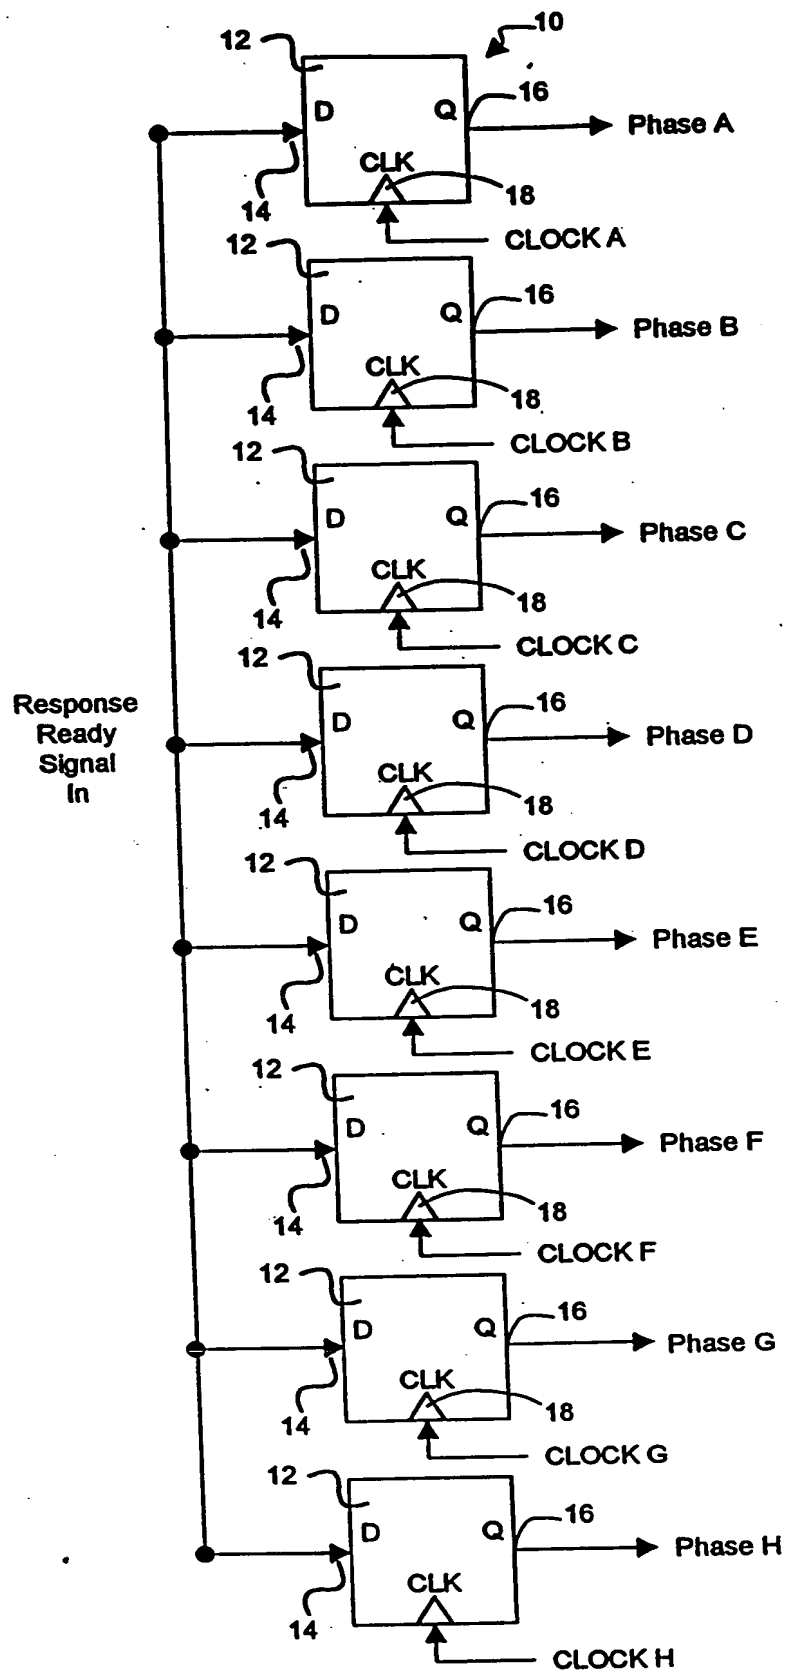 10
12
D
Q
16
Phase A
14
CLK
18
CLOCK A
12
D
Q
16
Phase B
14
CLK
18
CLOCK B
12
D
Q
16
Phase C
14
CLK
18
CLOCK C
12
D
Q
16
Phase D
Response
Ready
Signal
In
14
CLK
18
CLOCK D
12
D
Q
16
Phase E
14
CLK
18
CLOCK E
12
D
Q
16
Phase F
14
CLK
18
CLOCK F
12
D
Q
16
Phase G
14
CLK
18
CLOCK G
12
D
Q
16
Phase H
14
CLK
CLOCK H